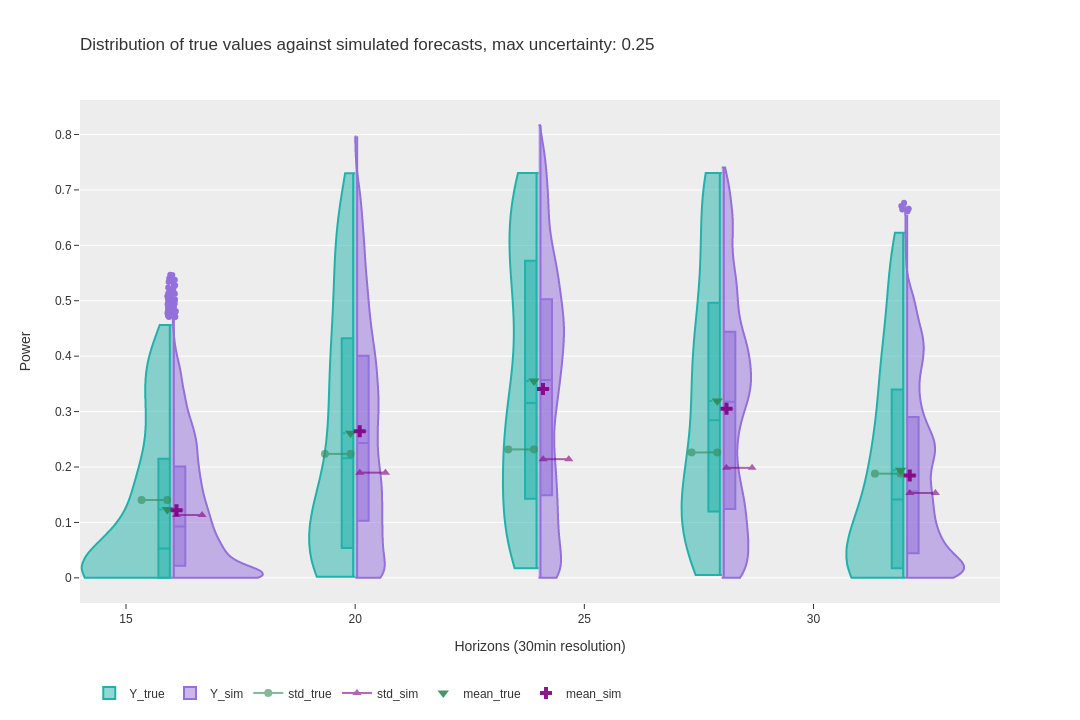 Distribution of true values against simulated forecasts, max uncertainty: 0.25
0.8
0.7
0.6
0.5
0.4
0.3
0.2
0.1
0
Power
15 20 25 30
Horizons (30min resolution)
Y_true Y_sim std_true std_sim mean_true mean_sim